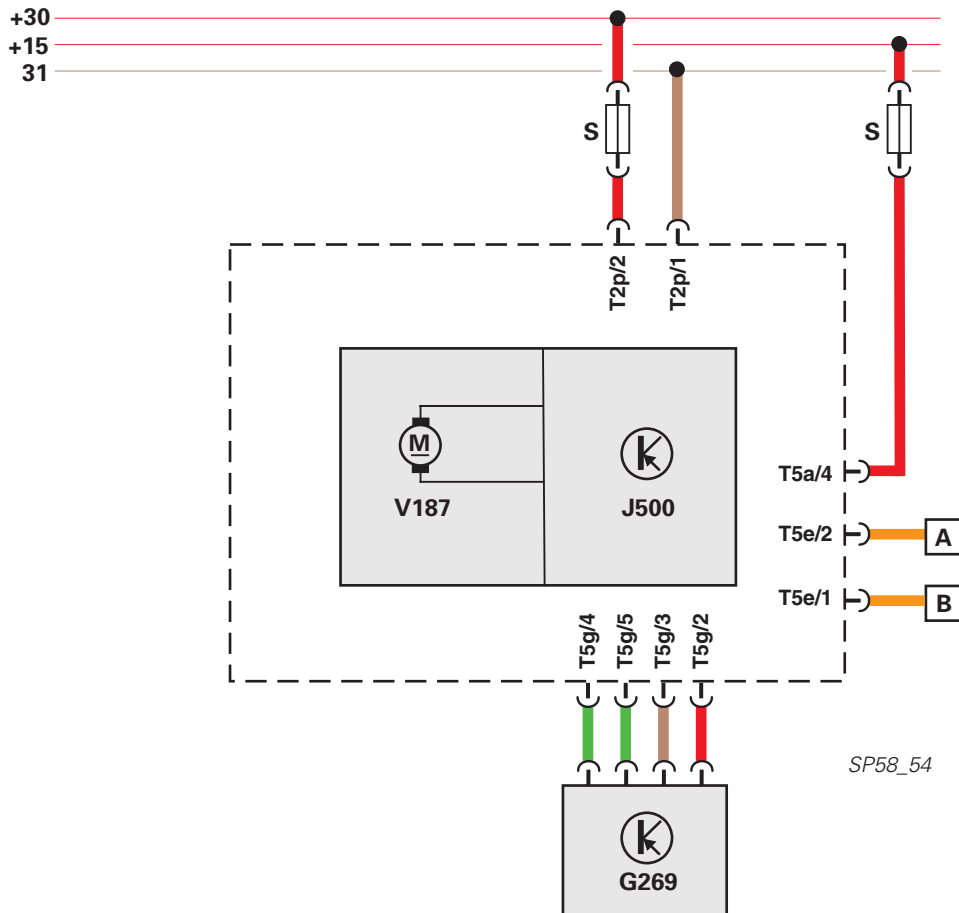 +30
+15
31
S
S
T2p/2
T2p/1
M
V187
J500
T5a/4
T5e/2
A
T5e/1
B
T5g/4
T5g/5
T5g/3
T5g/2
SP58_54
G269